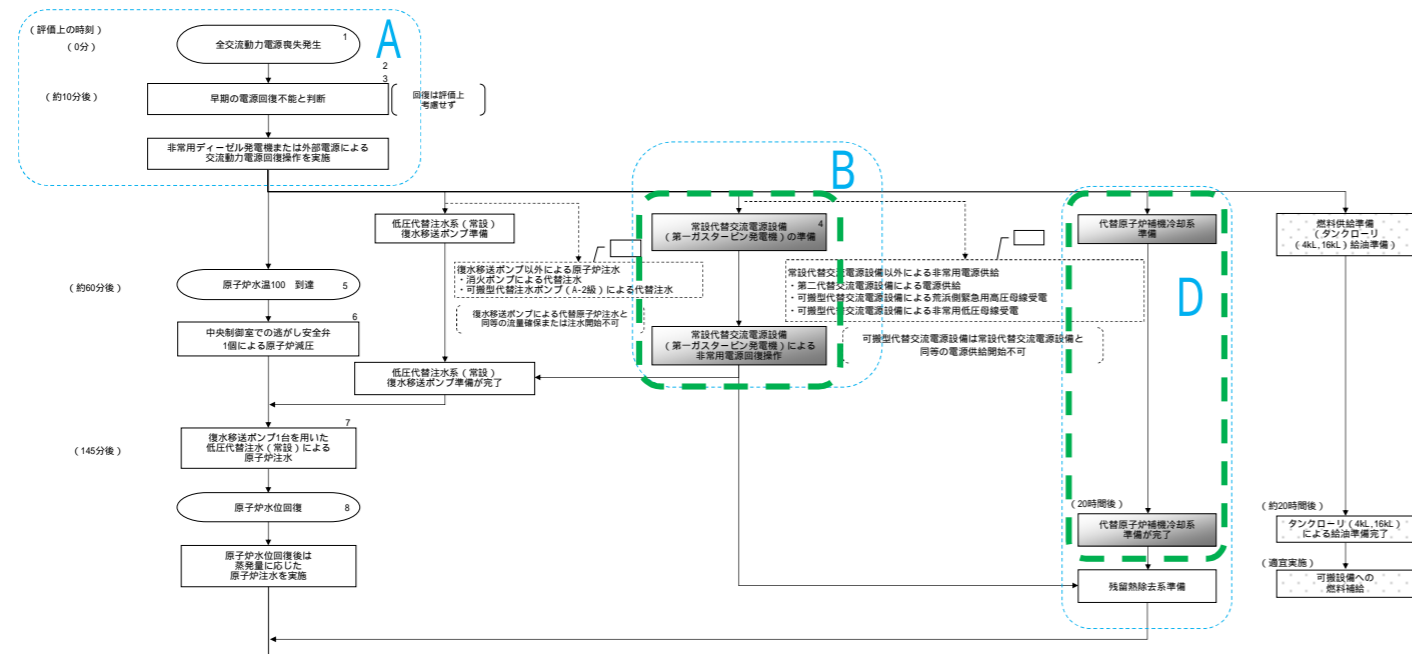 (評価上の時刻)
(0分)
全交流動力電源喪失発生
1
A
2
3
(約10分後)
早期の電源回復不能と判断
回復は評価上
考慮せず
非常用ディーゼル発電機または外部電源による
交流動力電源回復操作を実施
B
低圧代替注水系(常設)
復水移送ポンプ準備
常設代替交流電源設備
(第一ガスタービン発電機)の準備
4
代替原子炉補機冷却系
準備
燃料供給準備
(タンクローリ
(4kL,16kL)給油準備)
復水移送ポンプ以外による原子炉注水
・消火ポンプによる代替注水
・可搬型代替注水ポンプ(A-2級)による代替注水
常設代替交流電源設備以外による非常用電源供給
・第二代替交流電源設備による電源供給
・可搬型代替交流電源設備による荒浜側緊急用高圧母線受電
・可搬型代替交流電源設備による非常用低圧母線受電
D
(約60分後)
原子炉水温100 到達
5
復水移送ポンプによる代替原子炉注水と
同等の流量確保または注水開始不可
6
中央制御室での逃がし安全弁
1個による原子炉減圧
常設代替交流電源設備
(第一ガスタービン発電機)による
非常用電源回復操作
可搬型代替交流電源設備は常設代替交流電源設備と
同等の電源供給開始不可
低圧代替注水系(常設)
復水移送ポンプ準備が完了
7
(145分後)
復水移送ポンプ1台を用いた
低圧代替注水(常設)による
原子炉注水
原子炉水位回復
8
(20時間後)
代替原子炉補機冷却系
準備が完了
(約20時間後)
タンクローリ(4kL,16kL)
による給油準備完了
原子炉水位回復後は
蒸発量に応じた
原子炉注水を実施
残留熱除去系準備
(適宜実施)
可搬設備への
燃料補給